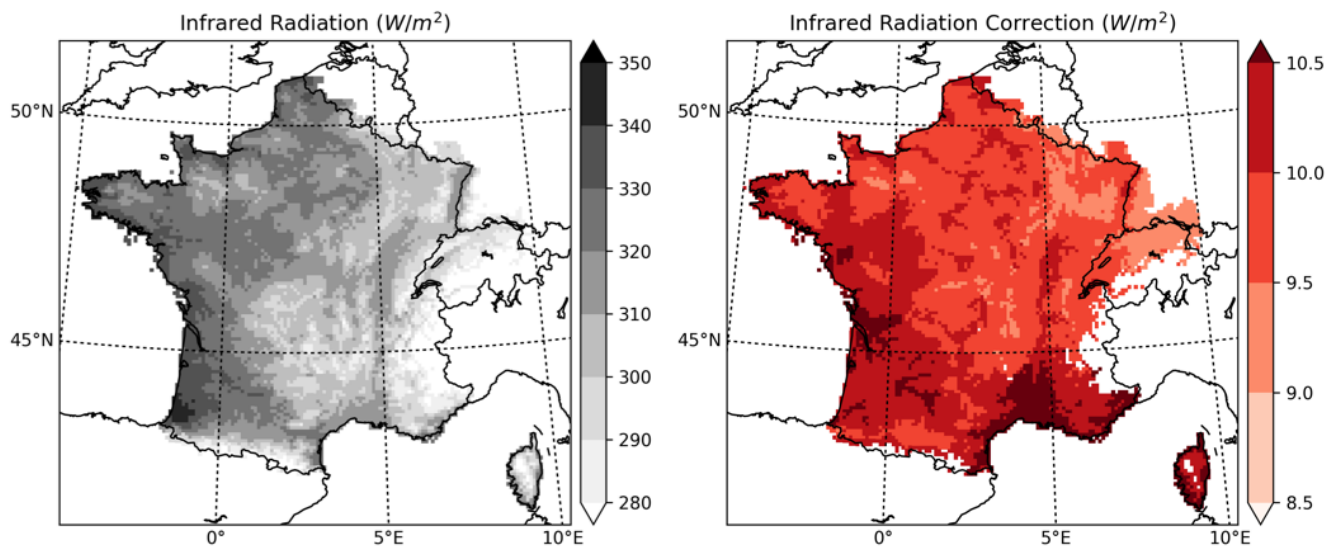 Infrared Radiation (W/m²)
50°N
45°N
0°
5°E
10°E
350
340
330
320
310
300
290
280
Infrared Radiation Correction (W/m²)
50°N
45°N
0°
5°E
10°E
10.5
10.0
9.5
9.0
8.5